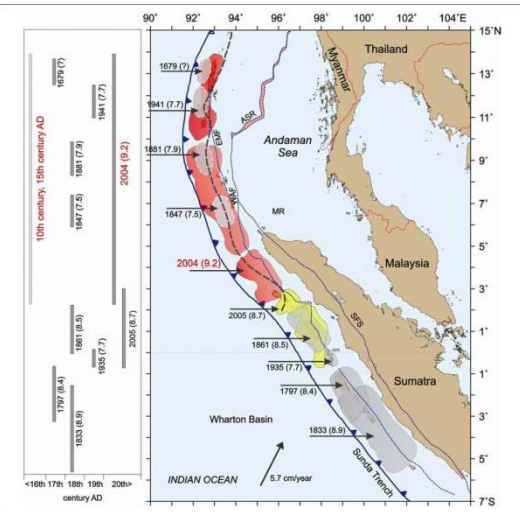 90°E 92° 94° 96° 98° 100° 102° 104°E
15°N
13°
11°
9°
7°
5°
3°
1°
1°
3°
5°
7°S
10th century, 15th century AD
1679 (?)
1941 (7.7)
1881 (7.9)
1847 (7.5)
2004 (9.2)
1861 (8.5)
2005 (8.7)
1935 (7.7)
1797 (8.4)
1833 (8.9)
<16th 17th 18th 19th 20th>
century AD
1679 (?)
1941 (7.7)
1881 (7.9)
1847 (7.5)
2004 (9.2)
2005 (8.7)
1861 (8.5)
1935 (7.7)
1797 (8.4)
1833 (8.9)
Thailand
Myanmar
ASR
EMF
Andaman
Sea
WAF
MR
Malaysia
SFS
Sumatra
Wharton Basin
Sunda Trench
INDIAN OCEAN
5.7 cm/year